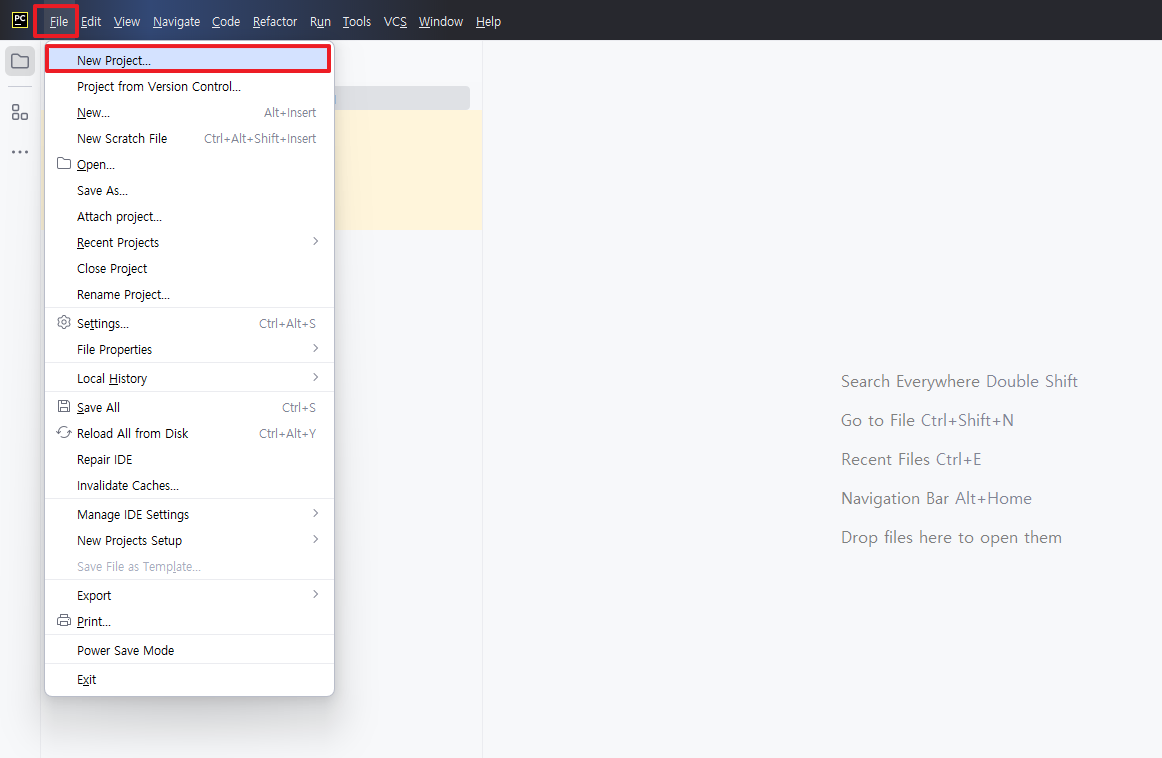 PC File Edit View Navigate Code Refactor Run Tools VCS Window Help
New Project...
Project from Version Control...
New... Alt+Insert
New Scratch File Ctrl+Alt+Shift+Insert
Open...
Save As...
Attach project...
Recent Projects
Close Project
Rename Project...
Settings... Ctrl+Alt+S
File Properties
Local History
Save All Ctrl+S
Reload All from Disk Ctrl+Alt+Y
Repair IDE
Invalidate Caches...
Manage IDE Settings
New Projects Setup
Save File as Template...
Export
Print...
Power Save Mode
Exit
Search Everywhere Double Shift
Go to File Ctrl+Shift+N
Recent Files Ctrl+E
Navigation Bar Alt+Home
Drop files here to open them